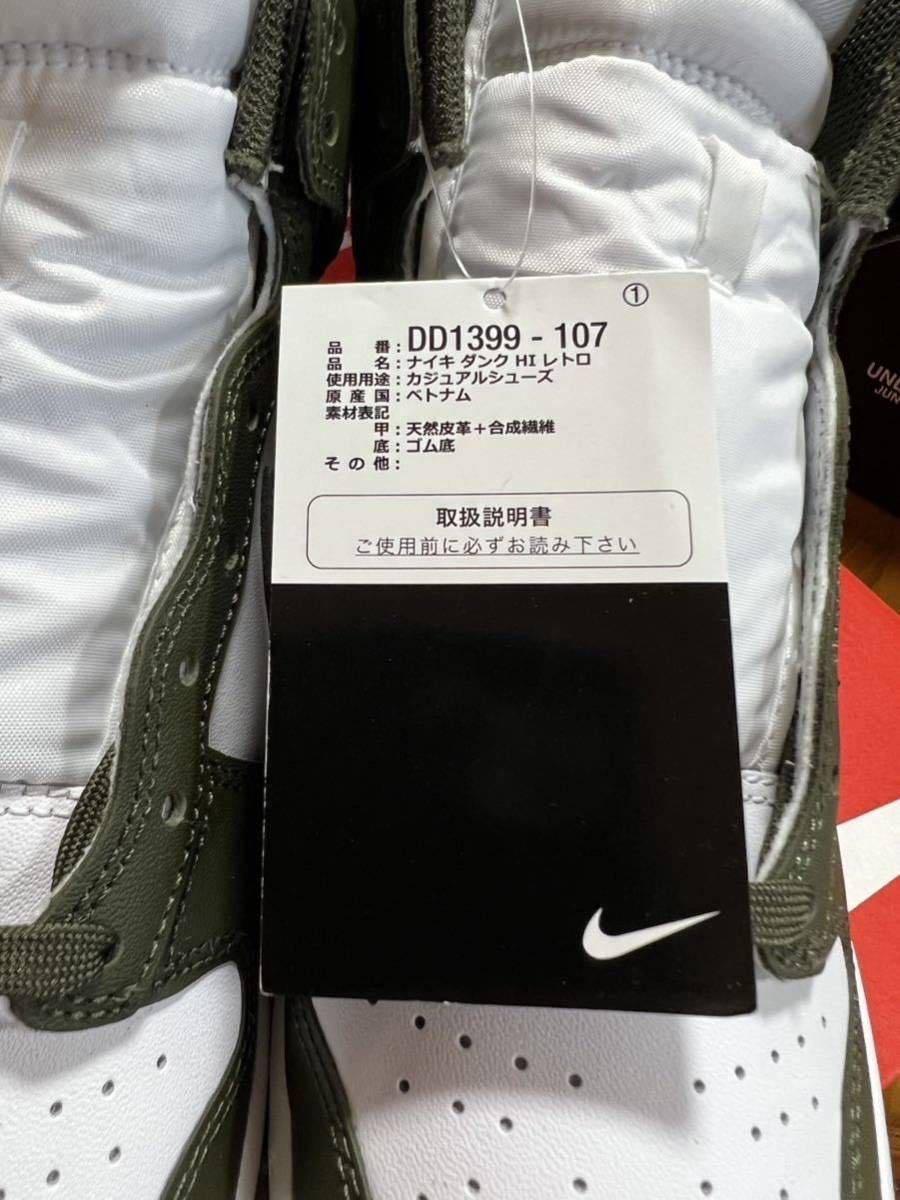 ①
品番:DD1399 - 107
品名:ナイキ ダンク HI レトロ
使用用途:カジュアルシューズ
原産国:ベトナム
素材表記
甲:天然皮革+合成繊維
底:ゴム底
その他:
取扱説明書
ご使用前に必ずお読み下さい